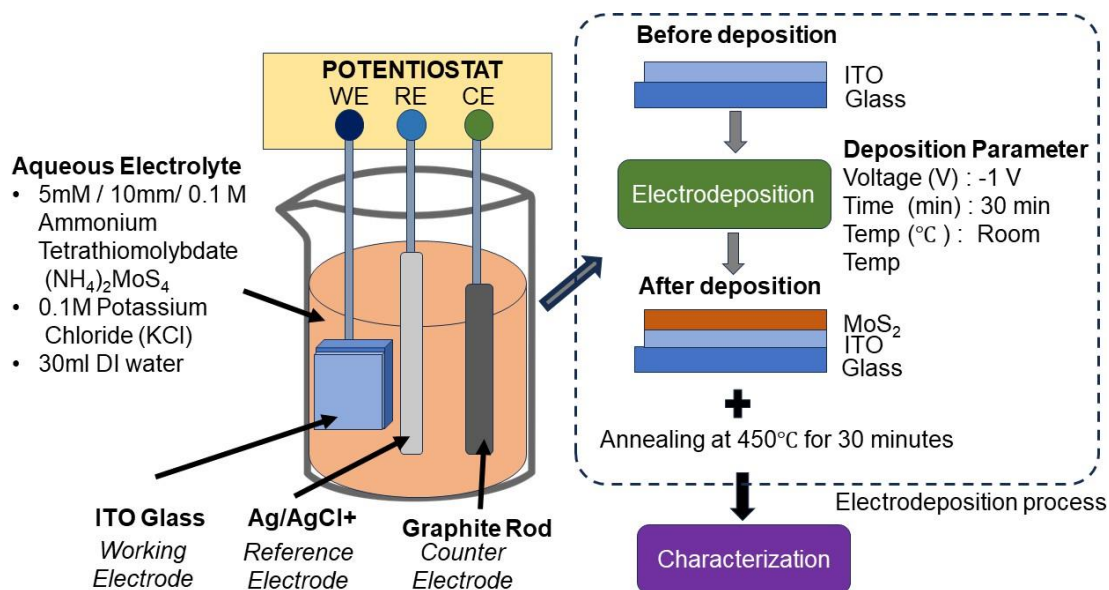 POTENTIOSTAT
WE RE CE
Aqueous Electrolyte
• 5mM / 10mm/ 0.1 M
Ammonium
Tetrathiomolybdate
(NH₄)₂MoS₄
• 0.1M Potassium
Chloride (KCl)
• 30ml DI water
ITO Glass
Working
Electrode
Ag/AgCl+
Reference
Electrode
Graphite Rod
Counter
Electrode
Before deposition
ITO
Glass
Electrodeposition
Deposition Parameter
Voltage (V) : -1 V
Time (min) : 30 min
Temp (℃ ) : Room
Temp
After deposition
MoS₂
ITO
Glass
+
Annealing at 450℃ for 30 minutes
Electrodeposition process
Characterization